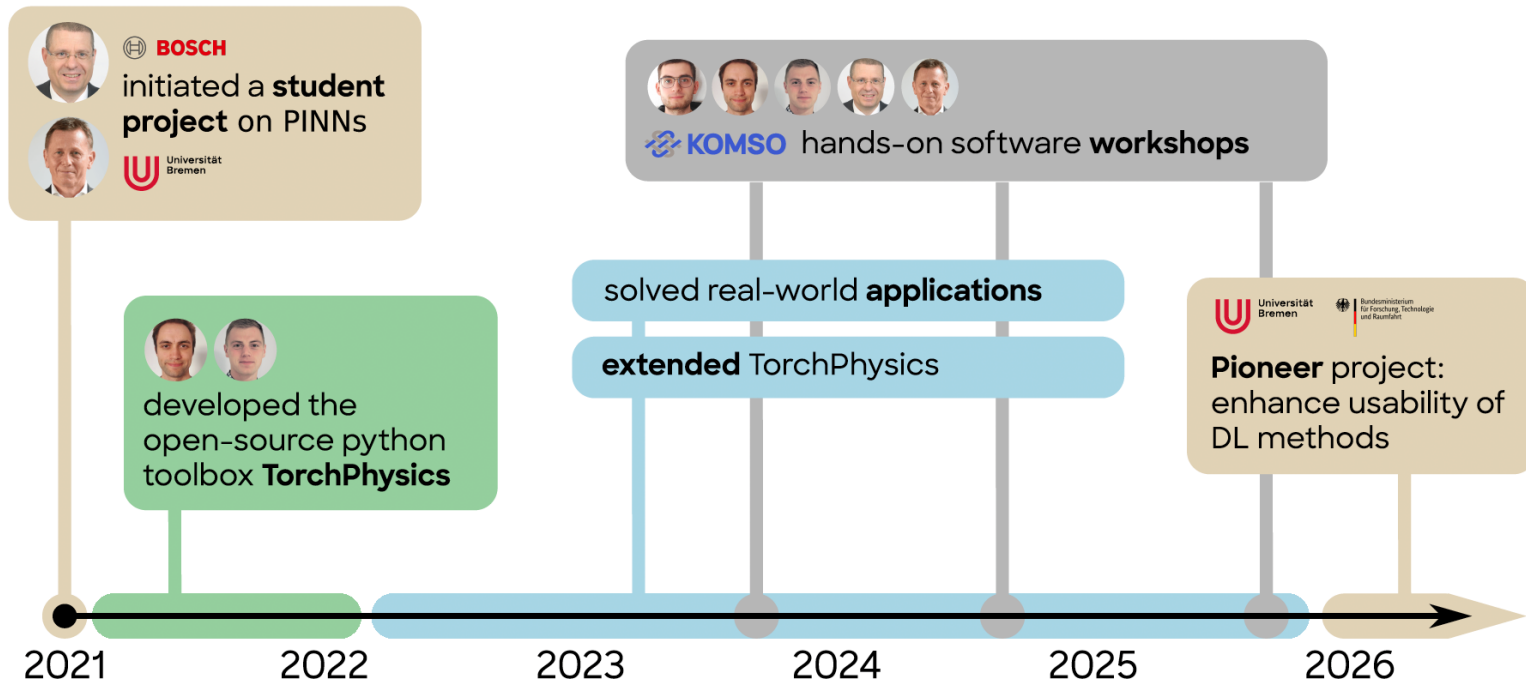 BOSCH
initiated a student
project on PINNs
Universität
Bremen
KOMSO hands-on software workshops
solved real-world applications
extended TorchPhysics
developed the
open-source python
toolbox TorchPhysics
Universität
Bremen
Bundesministerium
für Forschung, Technologie
und Raumfahrt
Pioneer project:
enhance usability of
DL methods
2021 2022 2023 2024 2025 2026